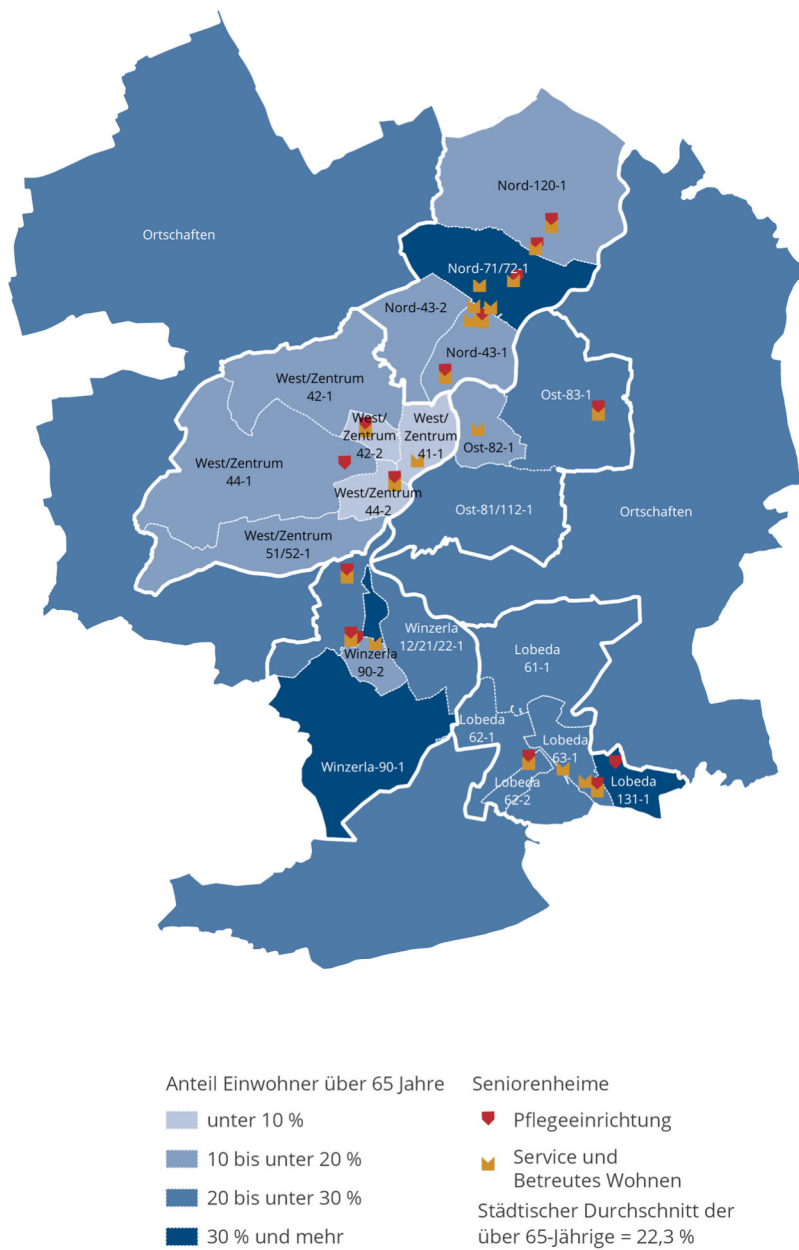 Nord-120-1
Ortschaften
Nord-71/72-1
Nord-43-2
Nord-43-1
West/Zentrum
42-1
Ost-83-1
West/
Zentrum
42-2
West/
Zentrum
41-1
Ost-82-1
West/Zentrum
44-1
West/Zentrum
44-2
Ost-81/112-1
Ortschaften
West/Zentrum
51/52-1
Winzerla
12/21/22-1
Winzerla
90-2
Lobeda
61-1
Lobeda
62-1
Lobeda
63-1
Winzerla-90-1
Lobeda
62-2
Lobeda
131-1
Anteil Einwohner über 65 Jahre
unter 10 %
10 bis unter 20 %
20 bis unter 30 %
30 % und mehr
Seniorenheime
Pflegeeinrichtung
Service und
Betreutes Wohnen
Städtischer Durchschnitt der
über 65-Jährige = 22,3 %